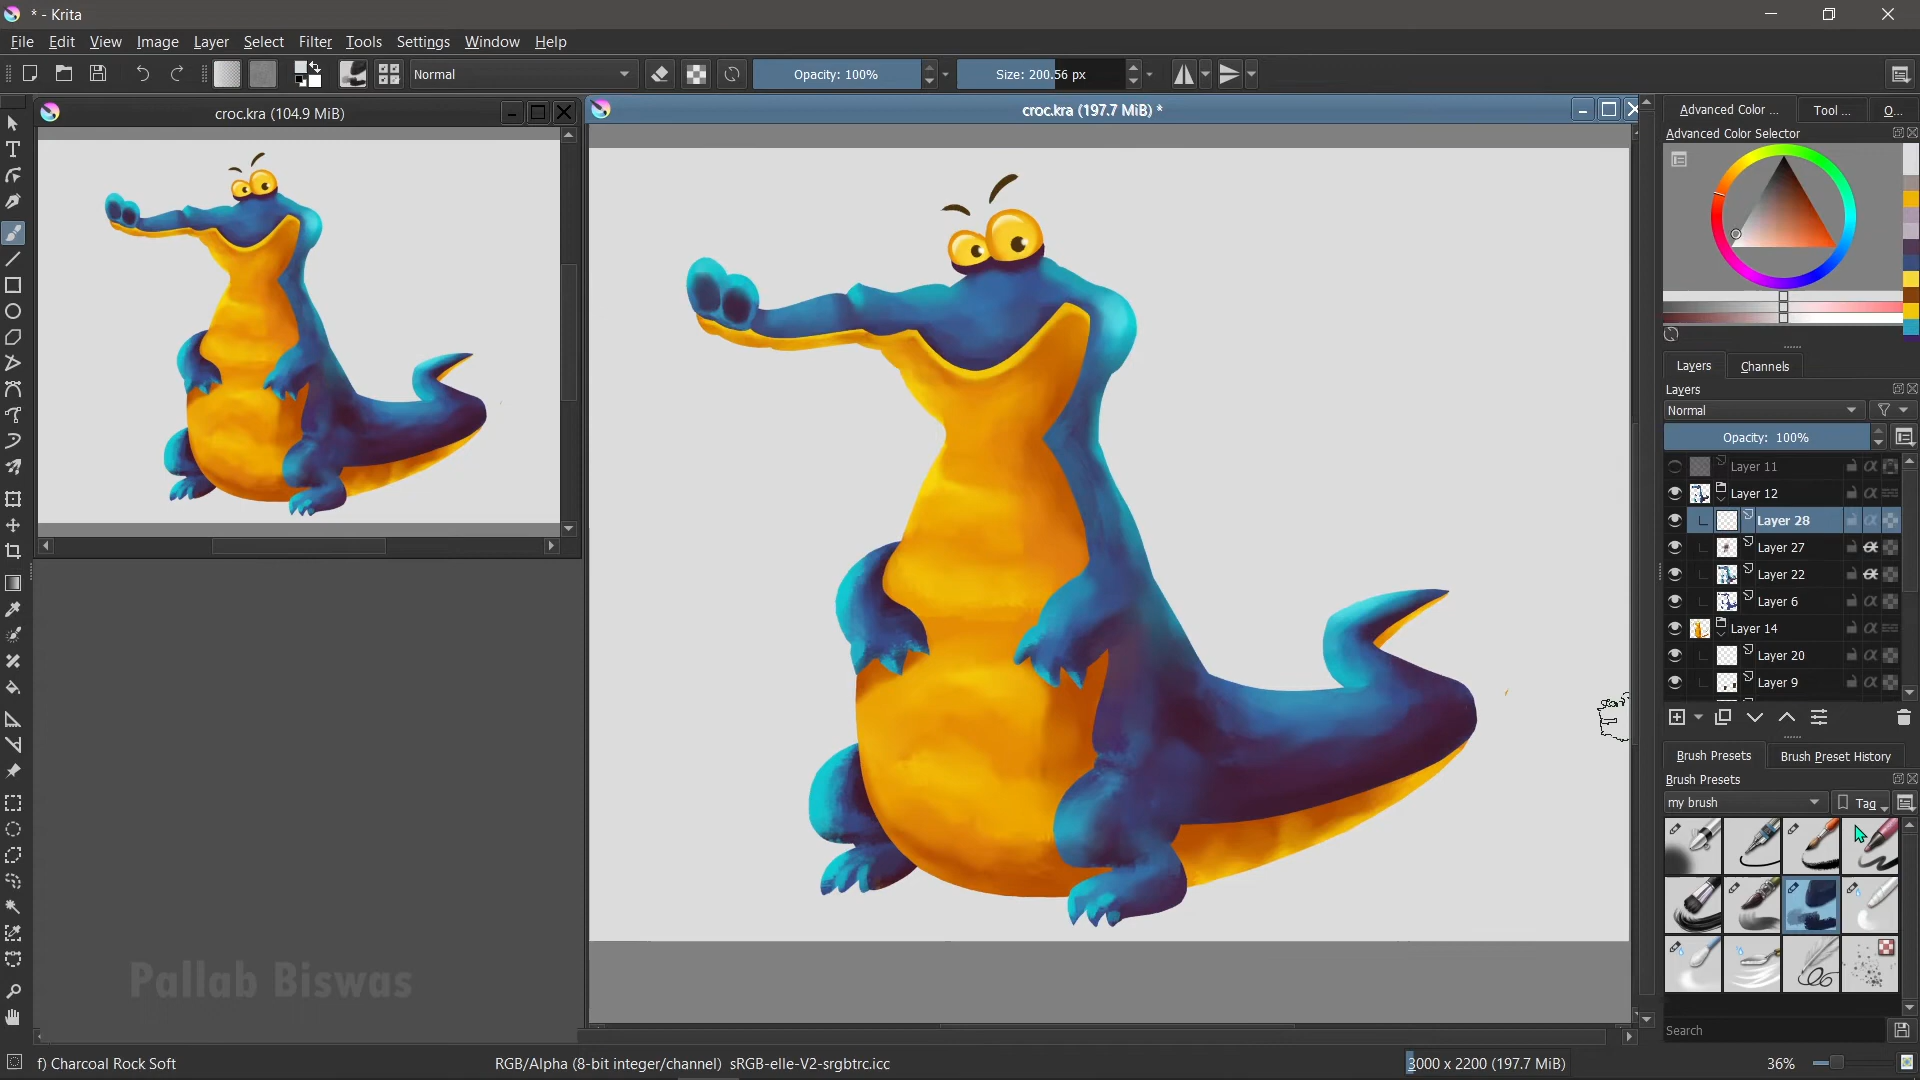 * - Krita
File Edit View Image Layer Select Filter Tools Settings Window Help
Normal Opacity: 100% Size: 200.56 px
croc.kra (104.9 MiB)
croc.kra (197.7 MiB) *
Advanced Color ... Tool ... O...
Advanced Color Selector
Layers Channels
Layers
Normal
Opacity: 100%
Layer 11
Layer 12
Layer 28
Layer 27
Layer 22
Layer 6
Layer 14
Layer 20
Layer 9
Brush Presets Brush Preset History
Brush Presets
my brush Tag
Search
Pallab Biswas
f) Charcoal Rock Soft RGB/Alpha (8-bit integer/channel) sRGB-elle-V2-srgbtrc.icc 3000 x 2200 (197.7 MiB) 36%